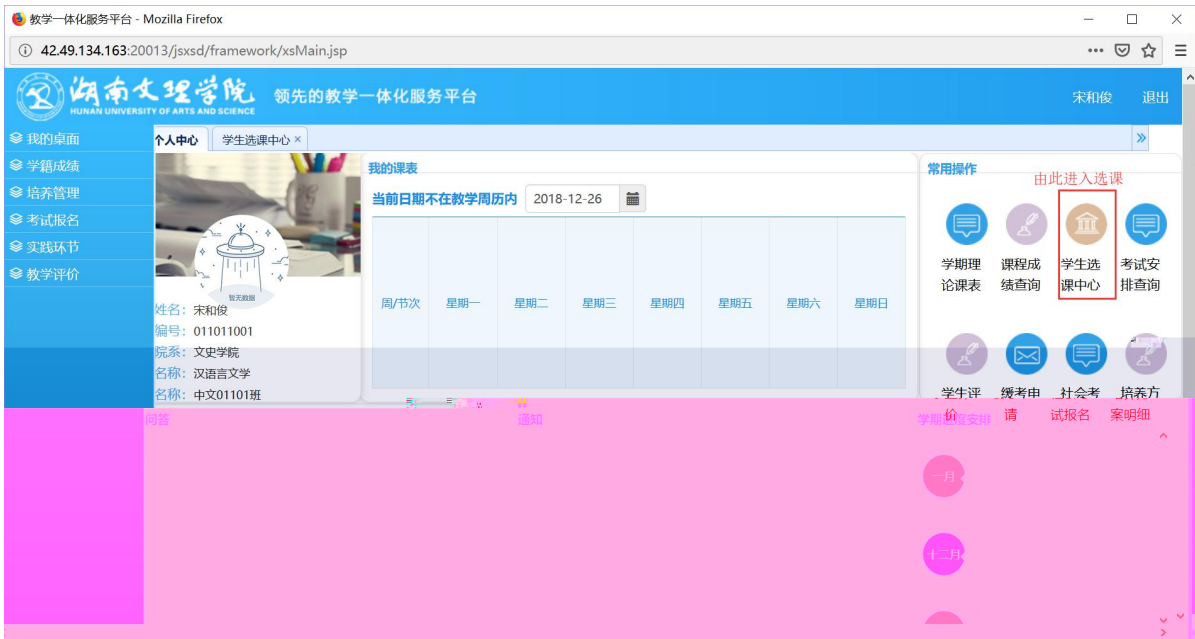 教学一体化服务平台 - Mozilla Firefox
42.49.134.163:20013/jsxsd/framework/xsMain.jsp
湖南文理学院
HUNAN UNIVERSITY OF ARTS AND SCIENCE
领先的教学一体化服务平台
宋和俊 退出
我的桌面
学籍成绩
培养管理
考试报名
实践环节
教学评价
个人中心 学生选课中心 ×
暂无数据
姓名：宋和俊
编号：011011001
院系：文史学院
名称：汉语言文学
名称：中文01101班
我的课表
当前日期不在教学周历内 2018-12-26
周/节次 星期一 星期二 星期三 星期四 星期五 星期六 星期日
常用操作
由此进入选课
学期理论课表
课程成绩查询
学生选课中心
考试安排查询
学生评价
缓考申请
社会考试报名
培养方案明细
问答
通知
学期进度安排
一月
十二月